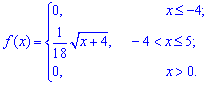 f(x) = { 0, x ≤ -4;
1/18 √(x+4), -4 < x ≤ 5;
0, x > 0.